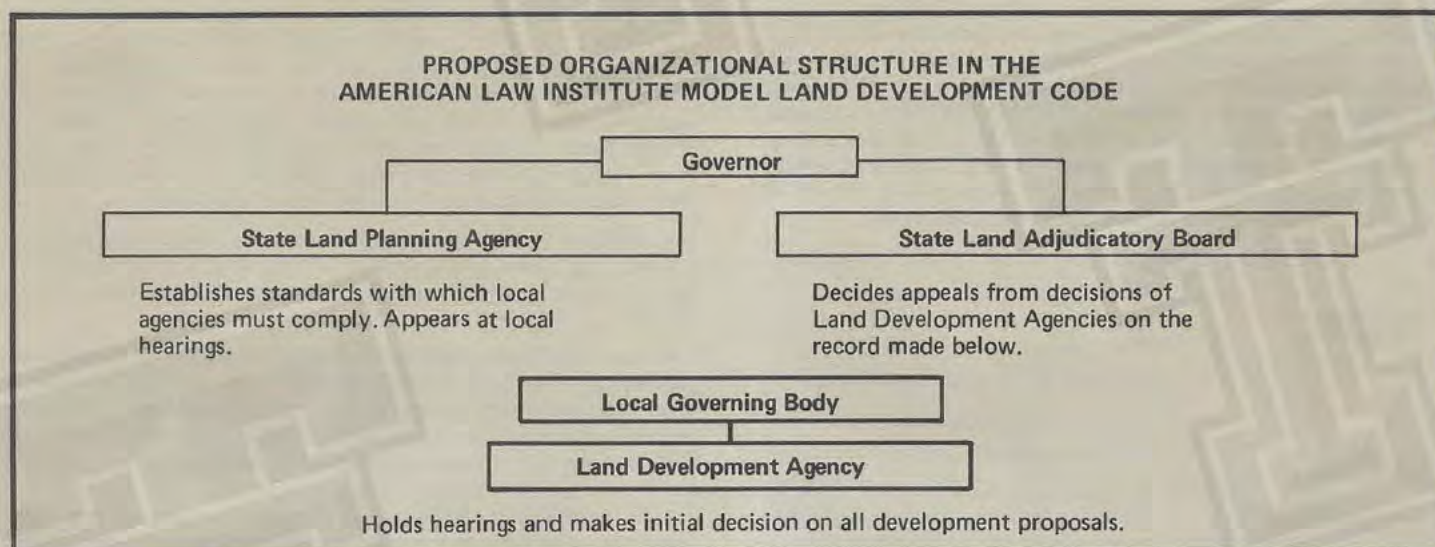 PROPOSED ORGANIZATIONAL STRUCTURE IN THE
AMERICAN LAW INSTITUTE MODEL LAND DEVELOPMENT CODE
Governor
State Land Planning Agency
Establishes standards with which local
agencies must comply. Appears at local
hearings.
State Land Adjudicatory Board
Decides appeals from decisions of
Land Development Agencies on the
record made below.
Local Governing Body
Land Development Agency
Holds hearings and makes initial decision on all development proposals.